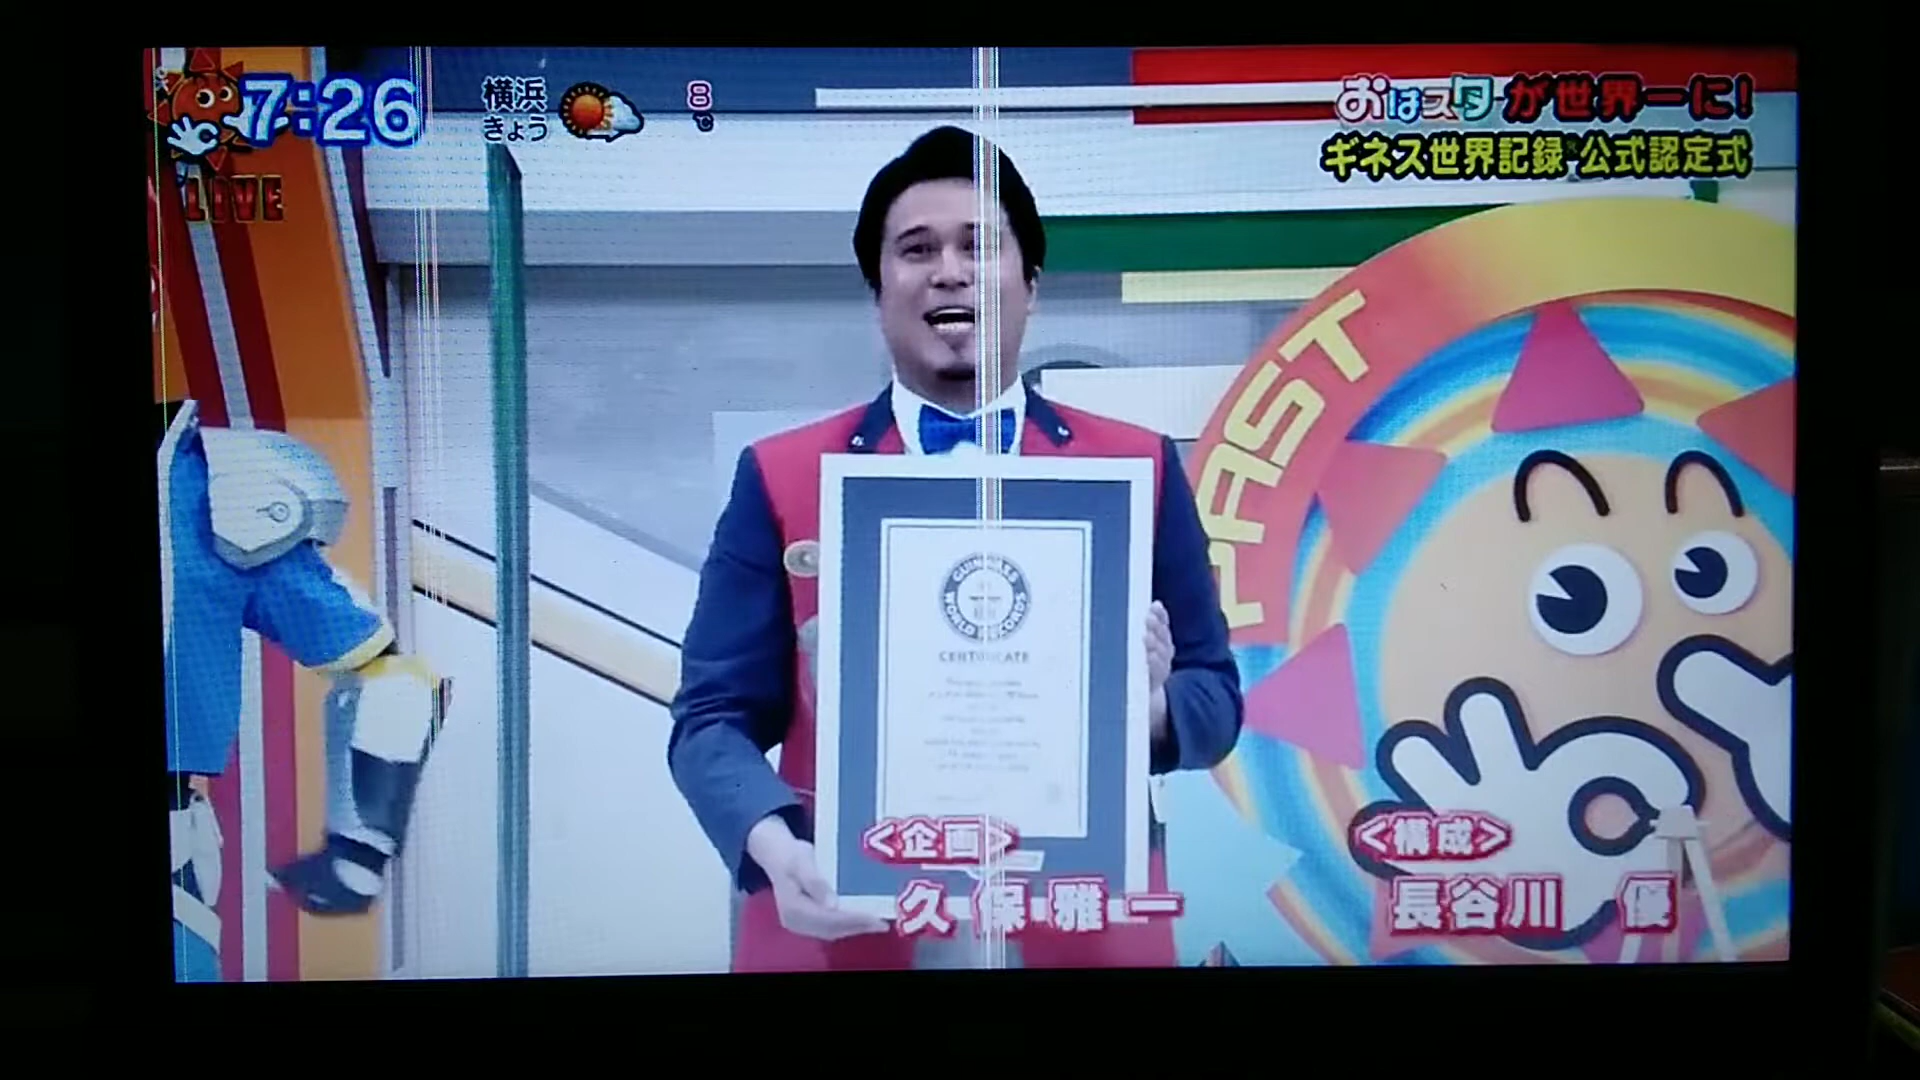 7:26
LIVE
横浜
きょう
8
℃
おはスタが世界一に!
ギネス世界記録 公式認定式
PAST
GUINNESS
WORLD RECORDS
CERTIFICATE
<企画>
久保雅一
<構成>
長谷川 優